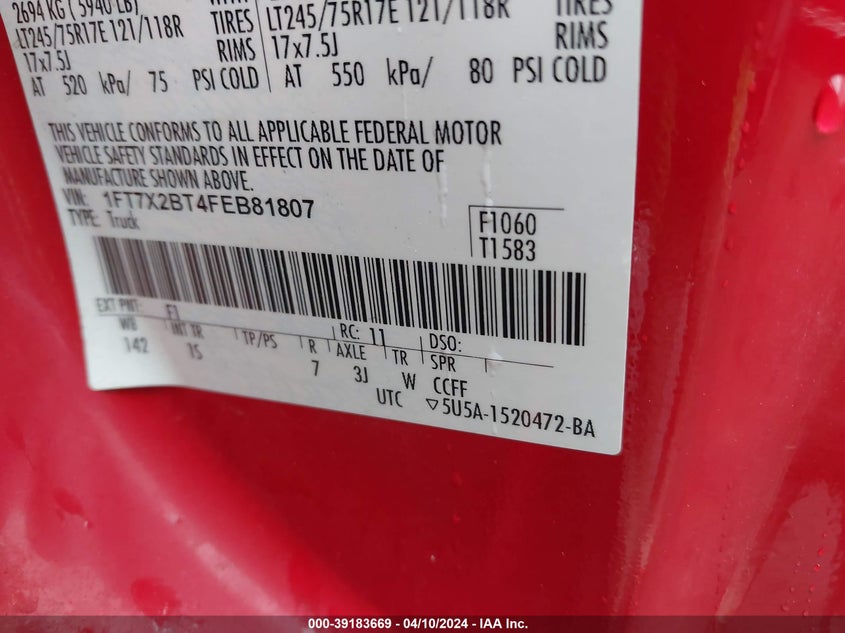 2694 KG ( 5940 LB)
LT245/75R17E 121/118R TIRES
17x7.5J RIMS
AT 520 kPa/ 75 PSI COLD
LT245/75R17E 121/118R TIRES
17x7.5J RIMS
AT 550 kPa/ 80 PSI COLD
THIS VEHICLE CONFORMS TO ALL APPLICABLE FEDERAL MOTOR
VEHICLE SAFETY STANDARDS IN EFFECT ON THE DATE OF
MANUFACTURE SHOWN ABOVE.
VIN: 1FT7X2BT4FEB81807
TYPE: Truck
F1060
T1583
EXT PNT: F1 RC: 11 DSO:
WB INT TR TP/PS R AXLE TR SPR
142 1S 7 3J W CCFF
UTC ▽5U5A-1520472-BA
000-39183669 - 04/10/2024 - IAA Inc.